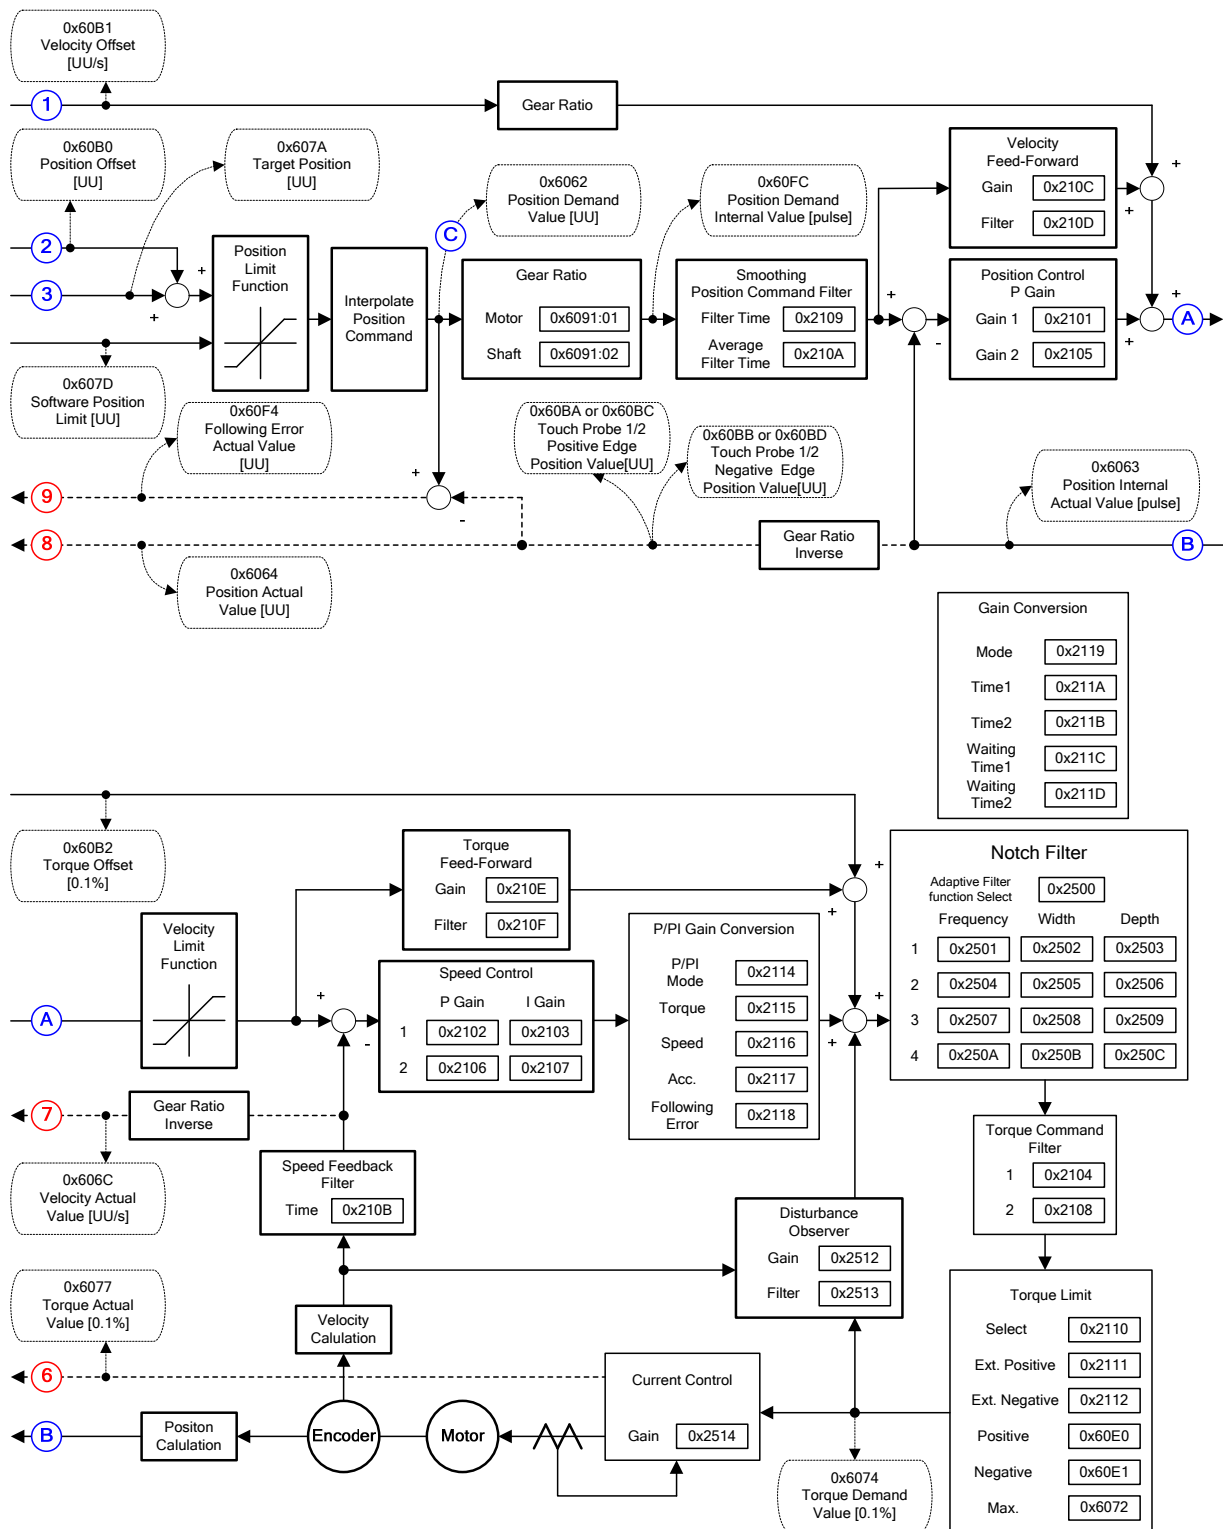 0x60B1
Velocity Offset
[UU/s]
1
Gear Ratio
0x60B0
Position Offset
[UU]
0x607A
Target Position
[UU]
0x6062
Position Demand
Value [UU]
0x60FC
Position Demand
Internal Value [pulse]
Velocity
Feed-Forward
Gain 0x210C
Filter 0x210D
+
+
2
3
+
+
Position
Limit
Function
Interpolate
Position
Command
C
Gear Ratio
Motor 0x6091:01
Shaft 0x6091:02
Smoothing
Position Command Filter
Filter Time 0x2109
Average
Filter Time
0x210A
+
-
Position Control
P Gain
Gain 1 0x2101
Gain 2 0x2105
+
+
A
0x607D
Software Position
Limit [UU]
0x60F4
Following Error
Actual Value
[UU]
0x60BA or 0x60BC
Touch Probe 1/2
Positive Edge
Position Value[UU]
0x60BB or 0x60BD
Touch Probe 1/2
Negative Edge
Position Value[UU]
0x6063
Position Internal
Actual Value [pulse]
9
+
-
8
Gear Ratio
Inverse
B
0x6064
Position Actual
Value [UU]
Gain Conversion
Mode 0x2119
Time1 0x211A
Time2 0x211B
Waiting
Time1
0x211C
Waiting
Time2
0x211D
0x60B2
Torque Offset
[0.1%]
Torque
Feed-Forward
Gain 0x210E
Filter 0x210F
+
+
Notch Filter
Adaptive Filter
function Select
0x2500
Frequency Width Depth
1 0x2501 0x2502 0x2503
2 0x2504 0x2505 0x2506
3 0x2507 0x2508 0x2509
4 0x250A 0x250B 0x250C
Velocity
Limit
Function
A
+
-
Speed Control
P Gain I Gain
1 0x2102 0x2103
2 0x2106 0x2107
P/PI Gain Conversion
P/PI
Mode
0x2114
Torque 0x2115
Speed 0x2116
Acc. 0x2117
Following
Error
0x2118
+
+
7
Gear Ratio
Inverse
0x606C
Velocity Actual
Value [UU/s]
Speed Feedback
Filter
Time 0x210B
Torque Command
Filter
1 0x2104
2 0x2108
Disturbance
Observer
Gain 0x2512
Filter 0x2513
0x6077
Torque Actual
Value [0.1%]
Velocity
Calulation
6
Current Control
Gain 0x2514
Torque Limit
Select 0x2110
Ext. Positive 0x2111
Ext. Negative 0x2112
Positive 0x60E0
Negative 0x60E1
Max. 0x6072
B
Positon
Calulation
Encoder
Motor
0x6074
Torque Demand
Value [0.1%]